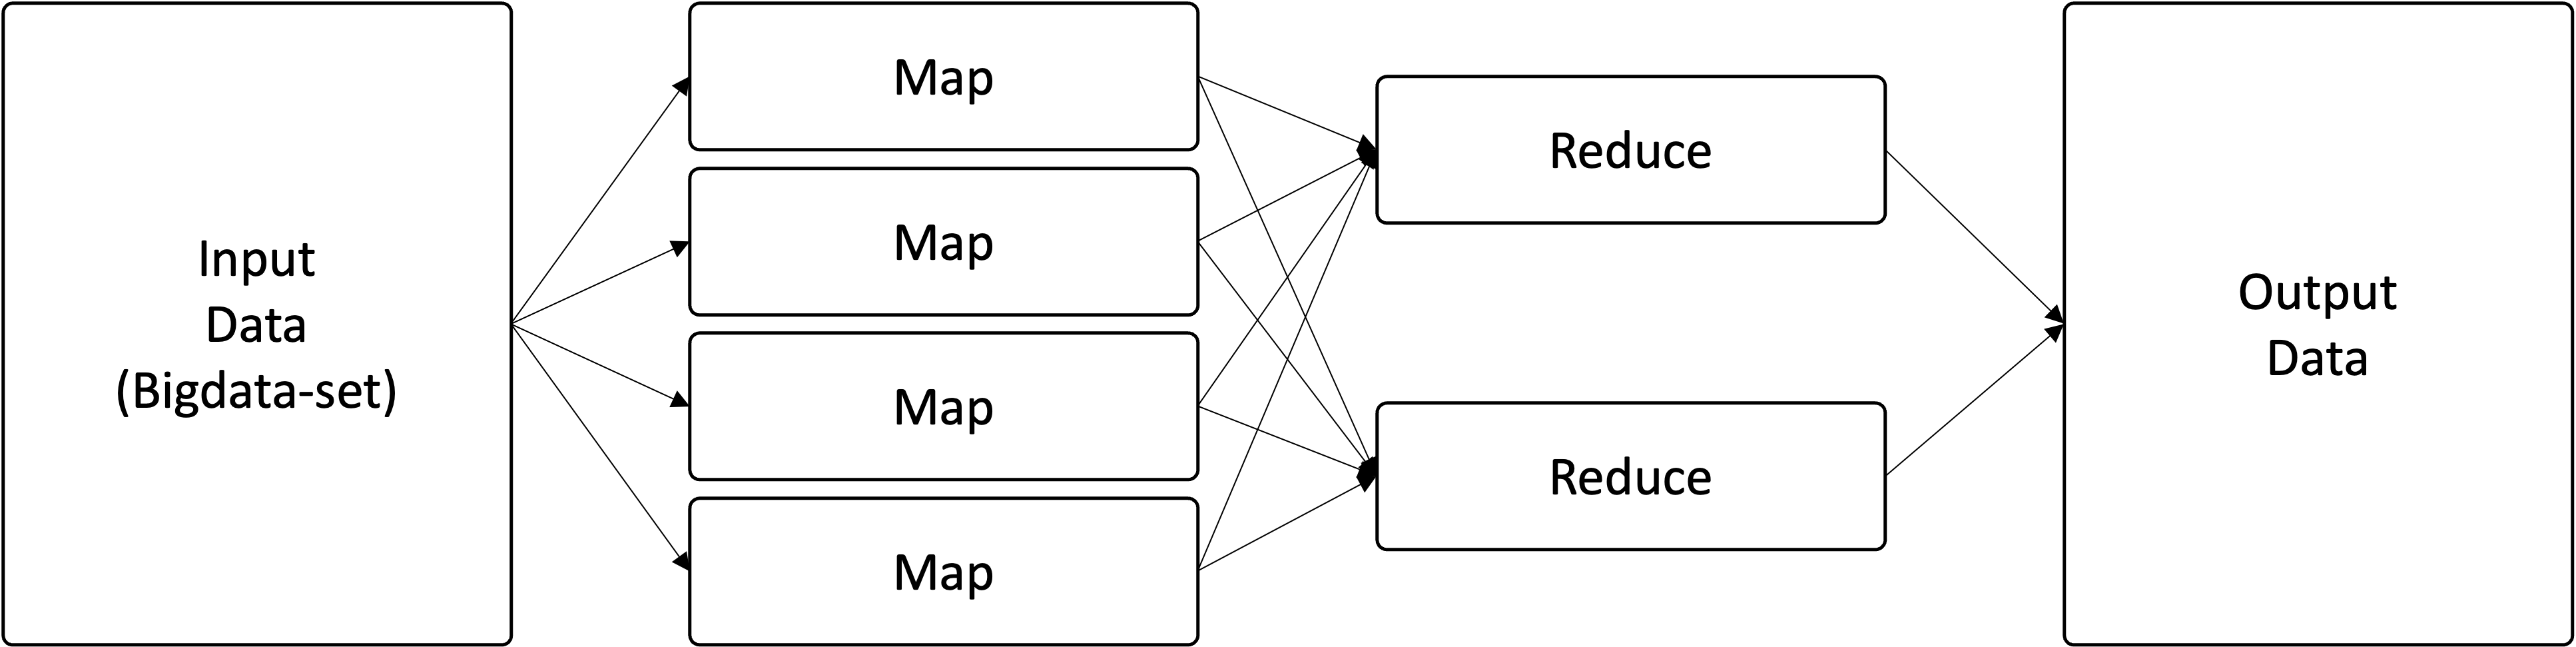 Input
Data
(Bigdata-set)
Map
Map
Map
Map
Reduce
Reduce
Output
Data